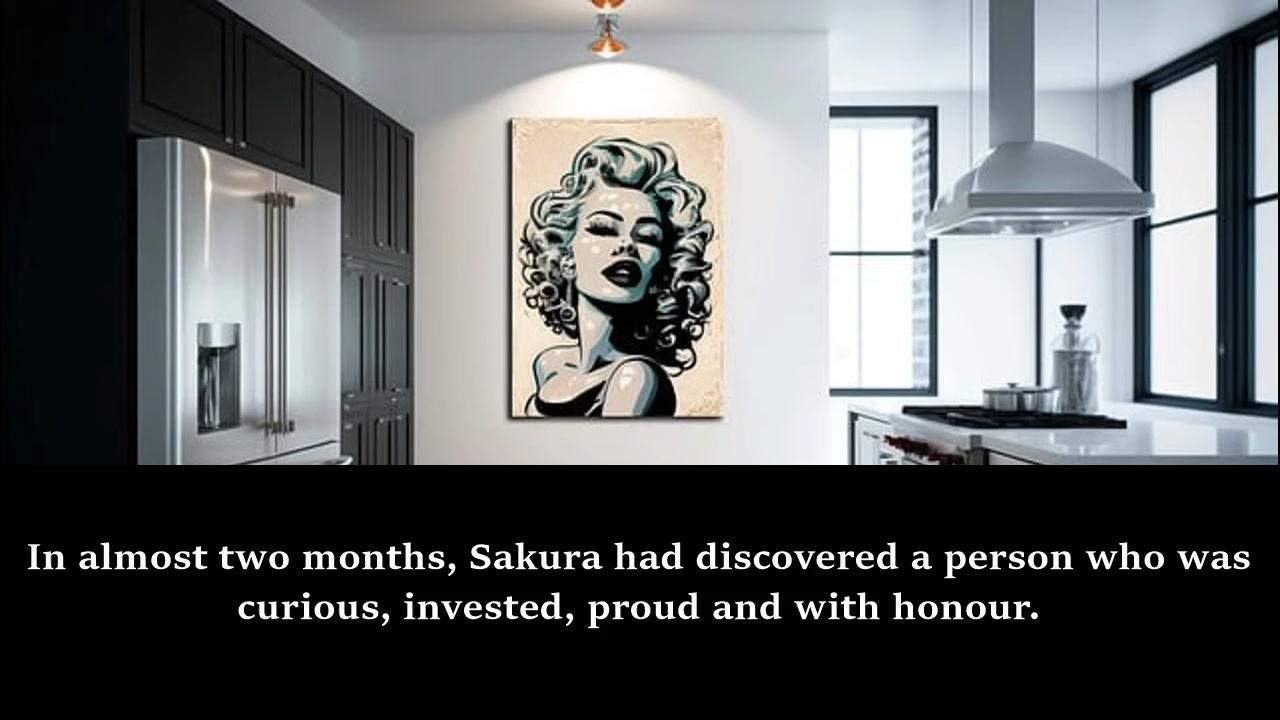 In almost two months, Sakura had discovered a person who was
curious, invested, proud and with honour.